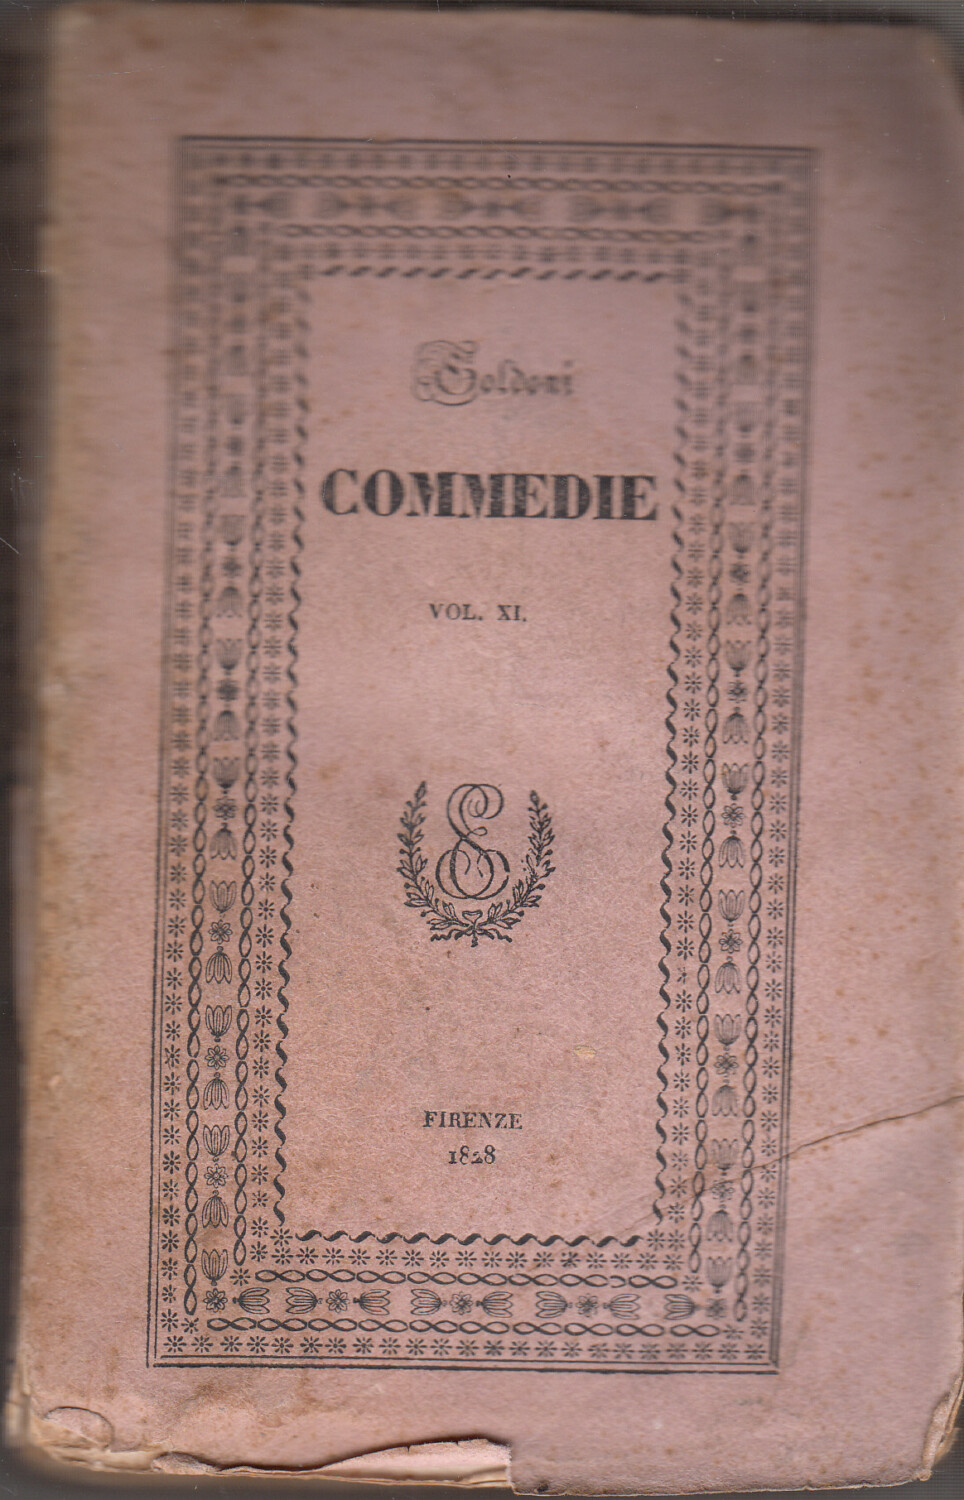 Goldoni
COMMEDIE
VOL. XI.
FIRENZE
1828